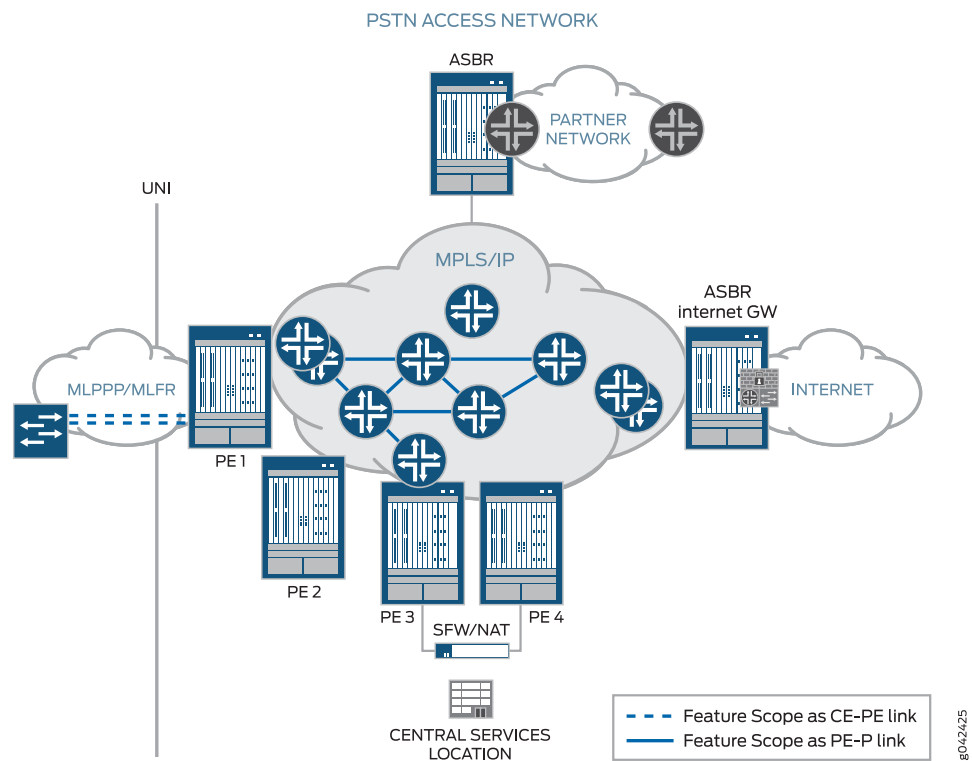 PSTN ACCESS NETWORK
ASBR
PARTNER
NETWORK
UNI
MPLS/IP
ASBR
internet GW
MLPPP/MLFR
INTERNET
PE 1
PE 2
PE 3
PE 4
SFW/NAT
CENTRAL SERVICES
LOCATION
Feature Scope as CE-PE link
Feature Scope as PE-P link
g042425